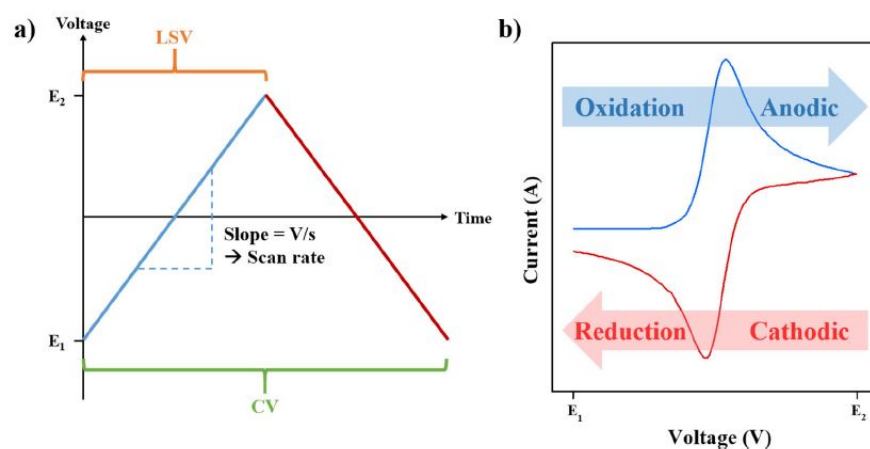 a)
Voltage
LSV
E₂
Time
Slope = V/s
→ Scan rate
E₁
CV
b)
Oxidation Anodic
Current (A)
Reduction Cathodic
E₁ E₂
Voltage (V)